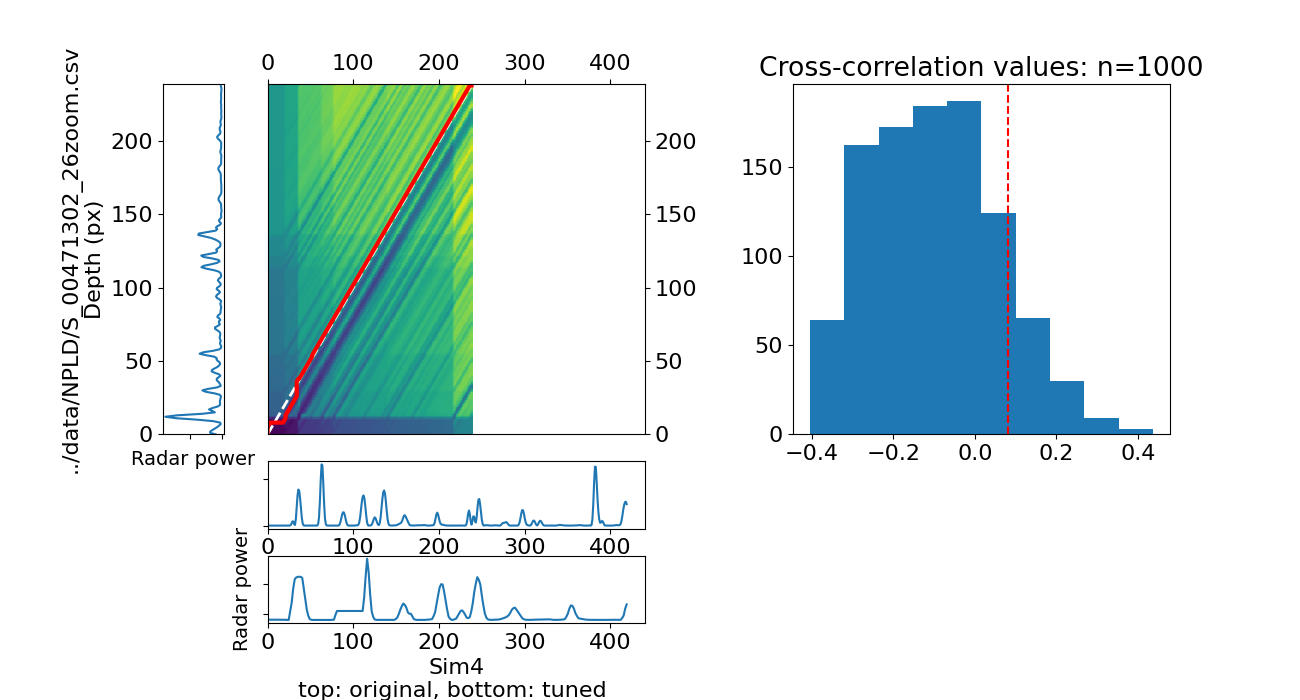 0 100 200 300 400
Cross-correlation values: n=1000
../data/NPLD/S_00471302_26zoom.csv
Depth (px)
200
150
100
50
0
200
150
100
50
0
150
100
50
0
−0.4 −0.2 0.0 0.2 0.4
Radar power
0 100 200 300 400
Radar power
0 100 200 300 400
Sim4
top: original, bottom: tuned